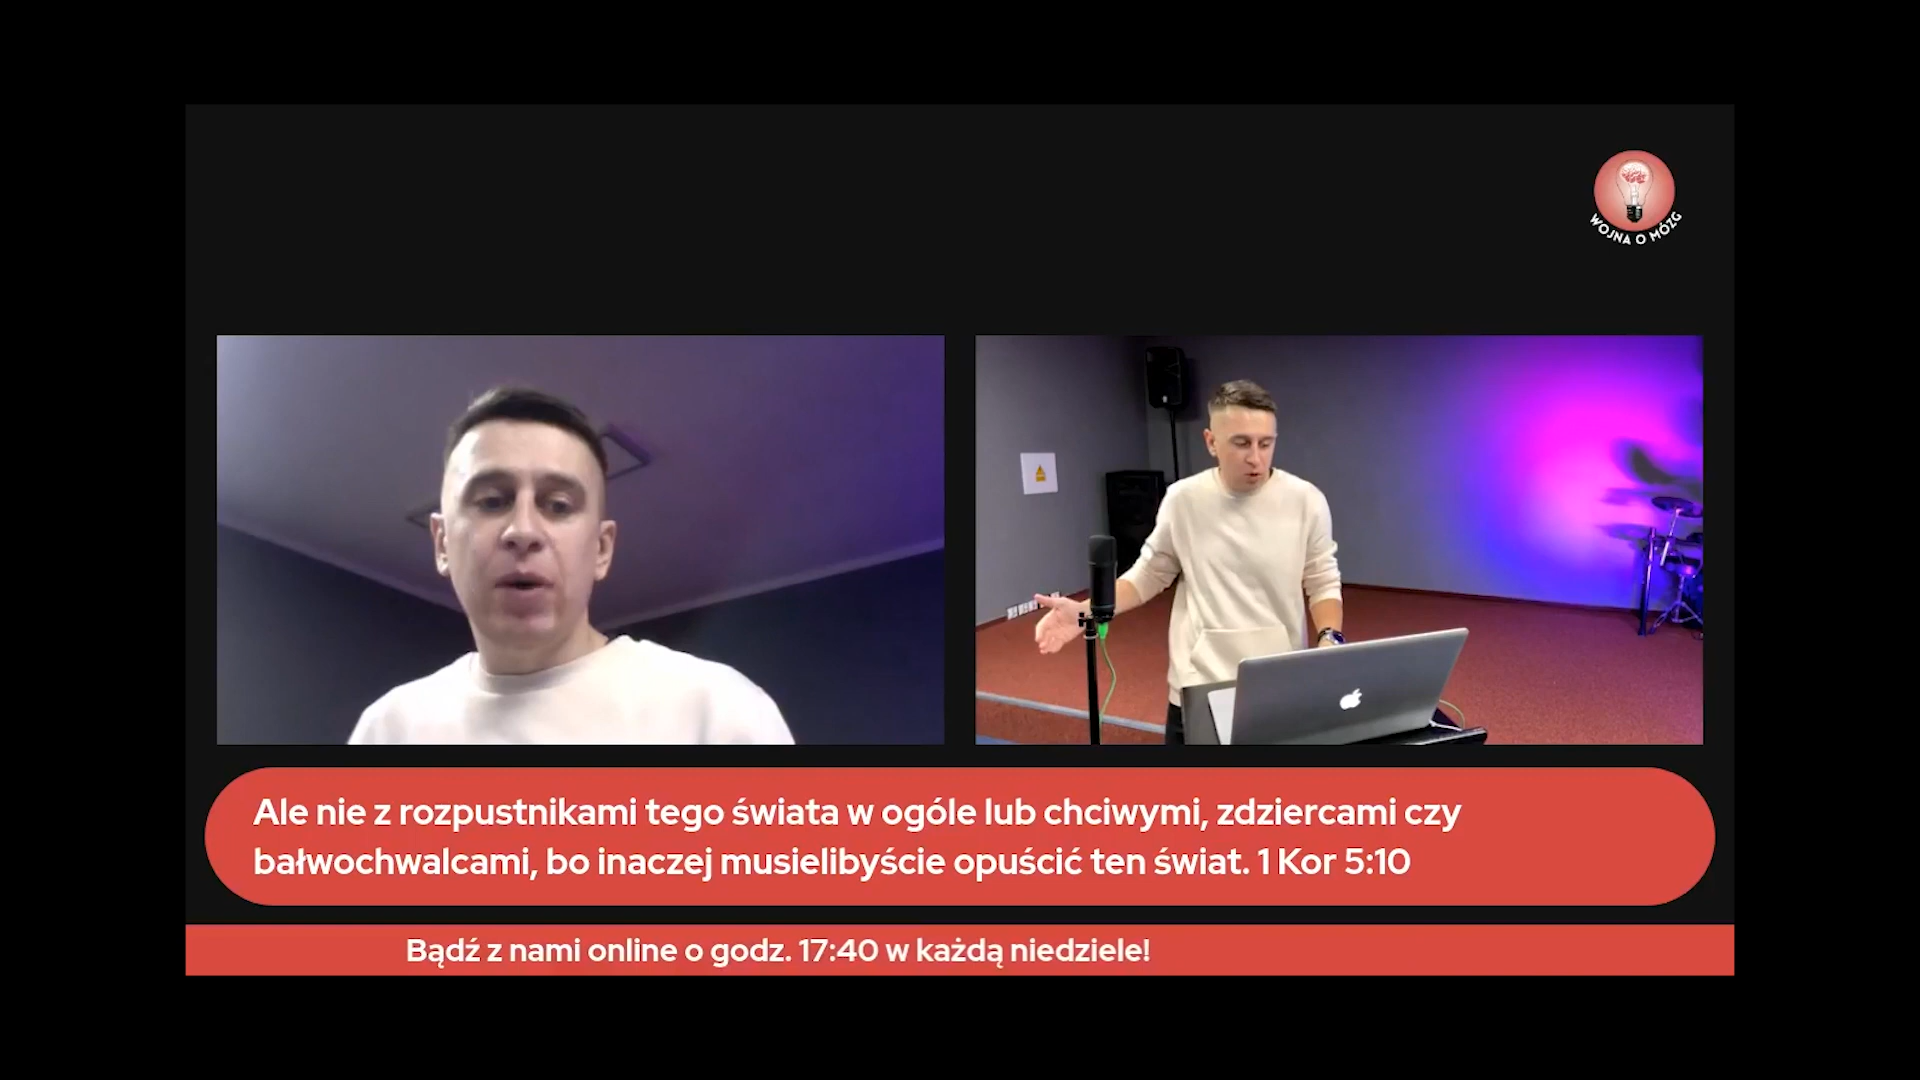 WOJNA O MÓZG
Ale nie z rozpustnikami tego świata w ogóle lub chciwymi, zdziercami czy
bałwochwalcami, bo inaczej musielibyście opuścić ten świat. 1 Kor 5:10
Bądź z nami online o godz. 17:40 w każdą niedziele!